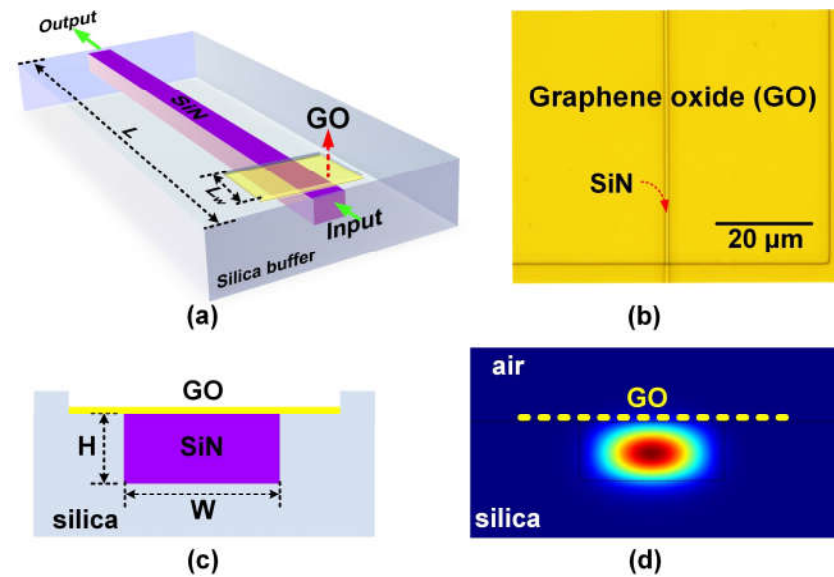 Output
SiN
GO
L
Lw
Input
Silica buffer
(a)
Graphene oxide (GO)
SiN
20 μm
(b)
GO
H
SiN
W
silica
(c)
air
GO
silica
(d)